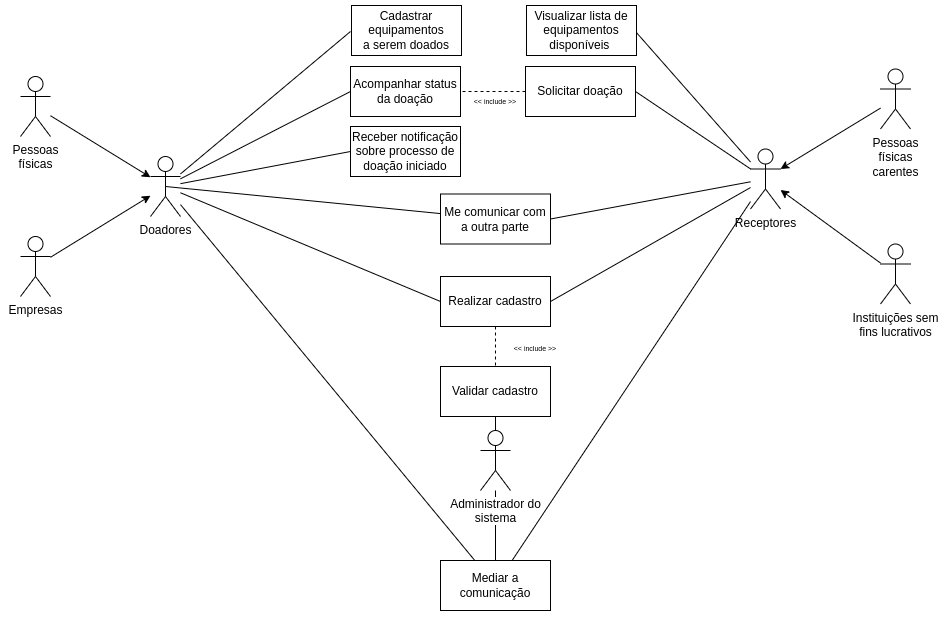 Cadastrar
equipamentos
a serem doados
Visualizar lista de
equipamentos
disponíveis
Acompanhar status
da doação
<< include >>
Solicitar doação
Pessoas
físicas
Receber notificação
sobre processo de
doação iniciado
Pessoas
físicas
carentes
Doadores
Me comunicar com
a outra parte
Receptores
Empresas
Realizar cadastro
Instituições sem
fins lucrativos
<< include >>
Validar cadastro
Administrador do
sistema
Mediar a
comunicação